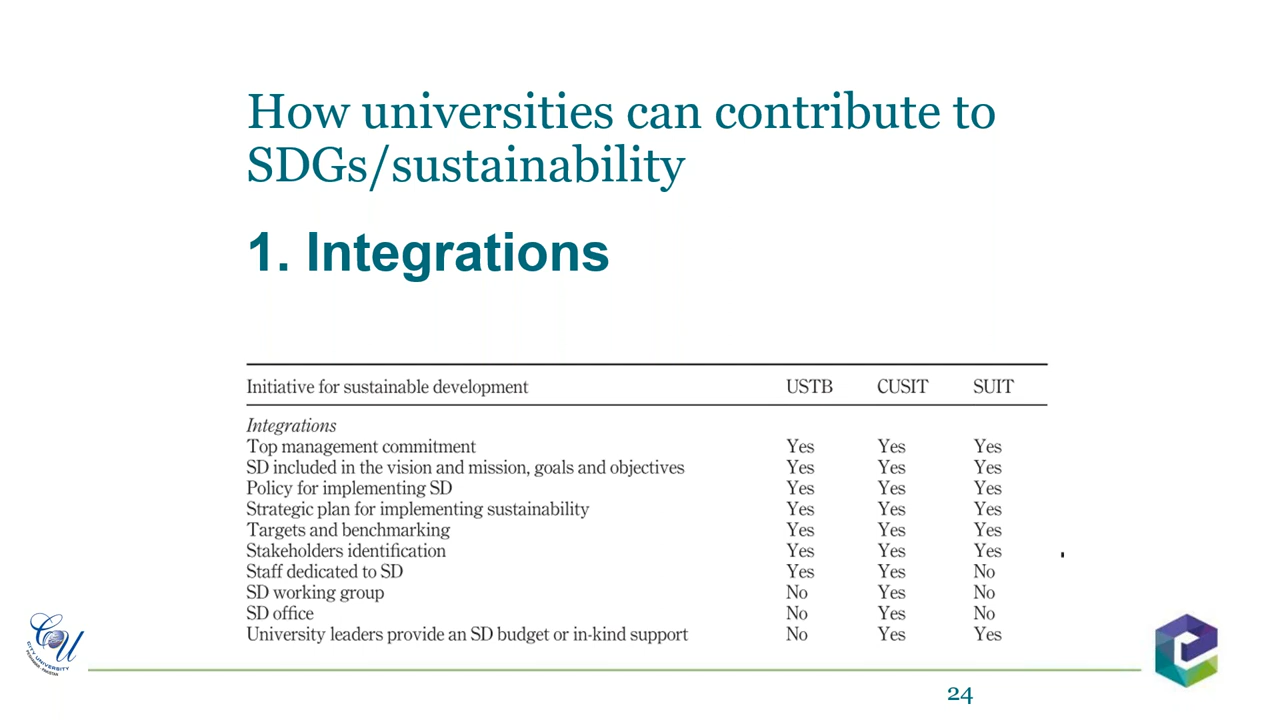 How universities can contribute to
SDGs/sustainability
1. Integrations
Initiative for sustainable development USTB CUSIT SUIT
Integrations
Top management commitment Yes Yes Yes
SD included in the vision and mission, goals and objectives Yes Yes Yes
Policy for implementing SD Yes Yes Yes
Strategic plan for implementing sustainability Yes Yes Yes
Targets and benchmarking Yes Yes Yes
Stakeholders identification Yes Yes Yes
Staff dedicated to SD Yes Yes No
SD working group No Yes No
SD office No Yes No
University leaders provide an SD budget or in-kind support No Yes Yes
CU
CITY UNIVERSITY
24